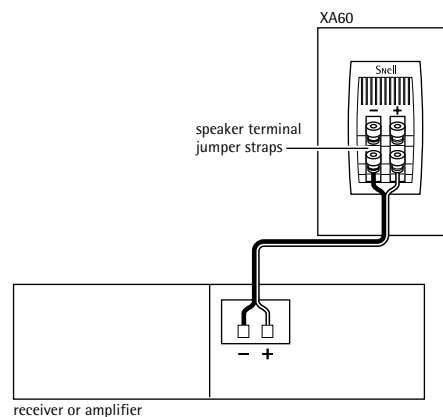 XA60
Snell
− +
speaker terminal
jumper straps
− +
receiver or amplifier